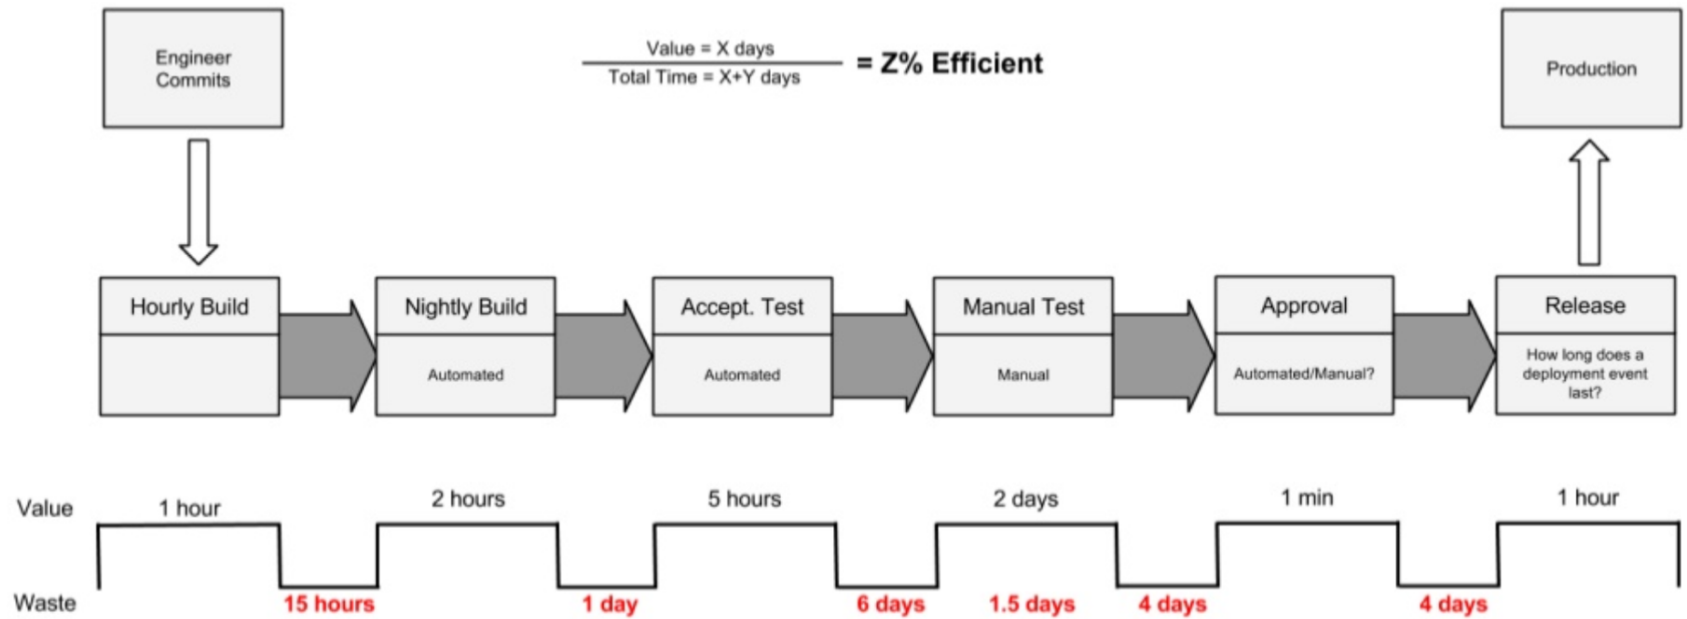 Engineer
Commits
Value = X days
Total Time = X+Y days
= Z% Efficient
Production
Hourly Build
Nightly Build
Automated
Accept. Test
Automated
Manual Test
Manual
Approval
Automated/Manual?
Release
How long does a
deployment event
last?
Value
1 hour
2 hours
5 hours
2 days
1 min
1 hour
Waste
15 hours
1 day
6 days
1.5 days
4 days
4 days